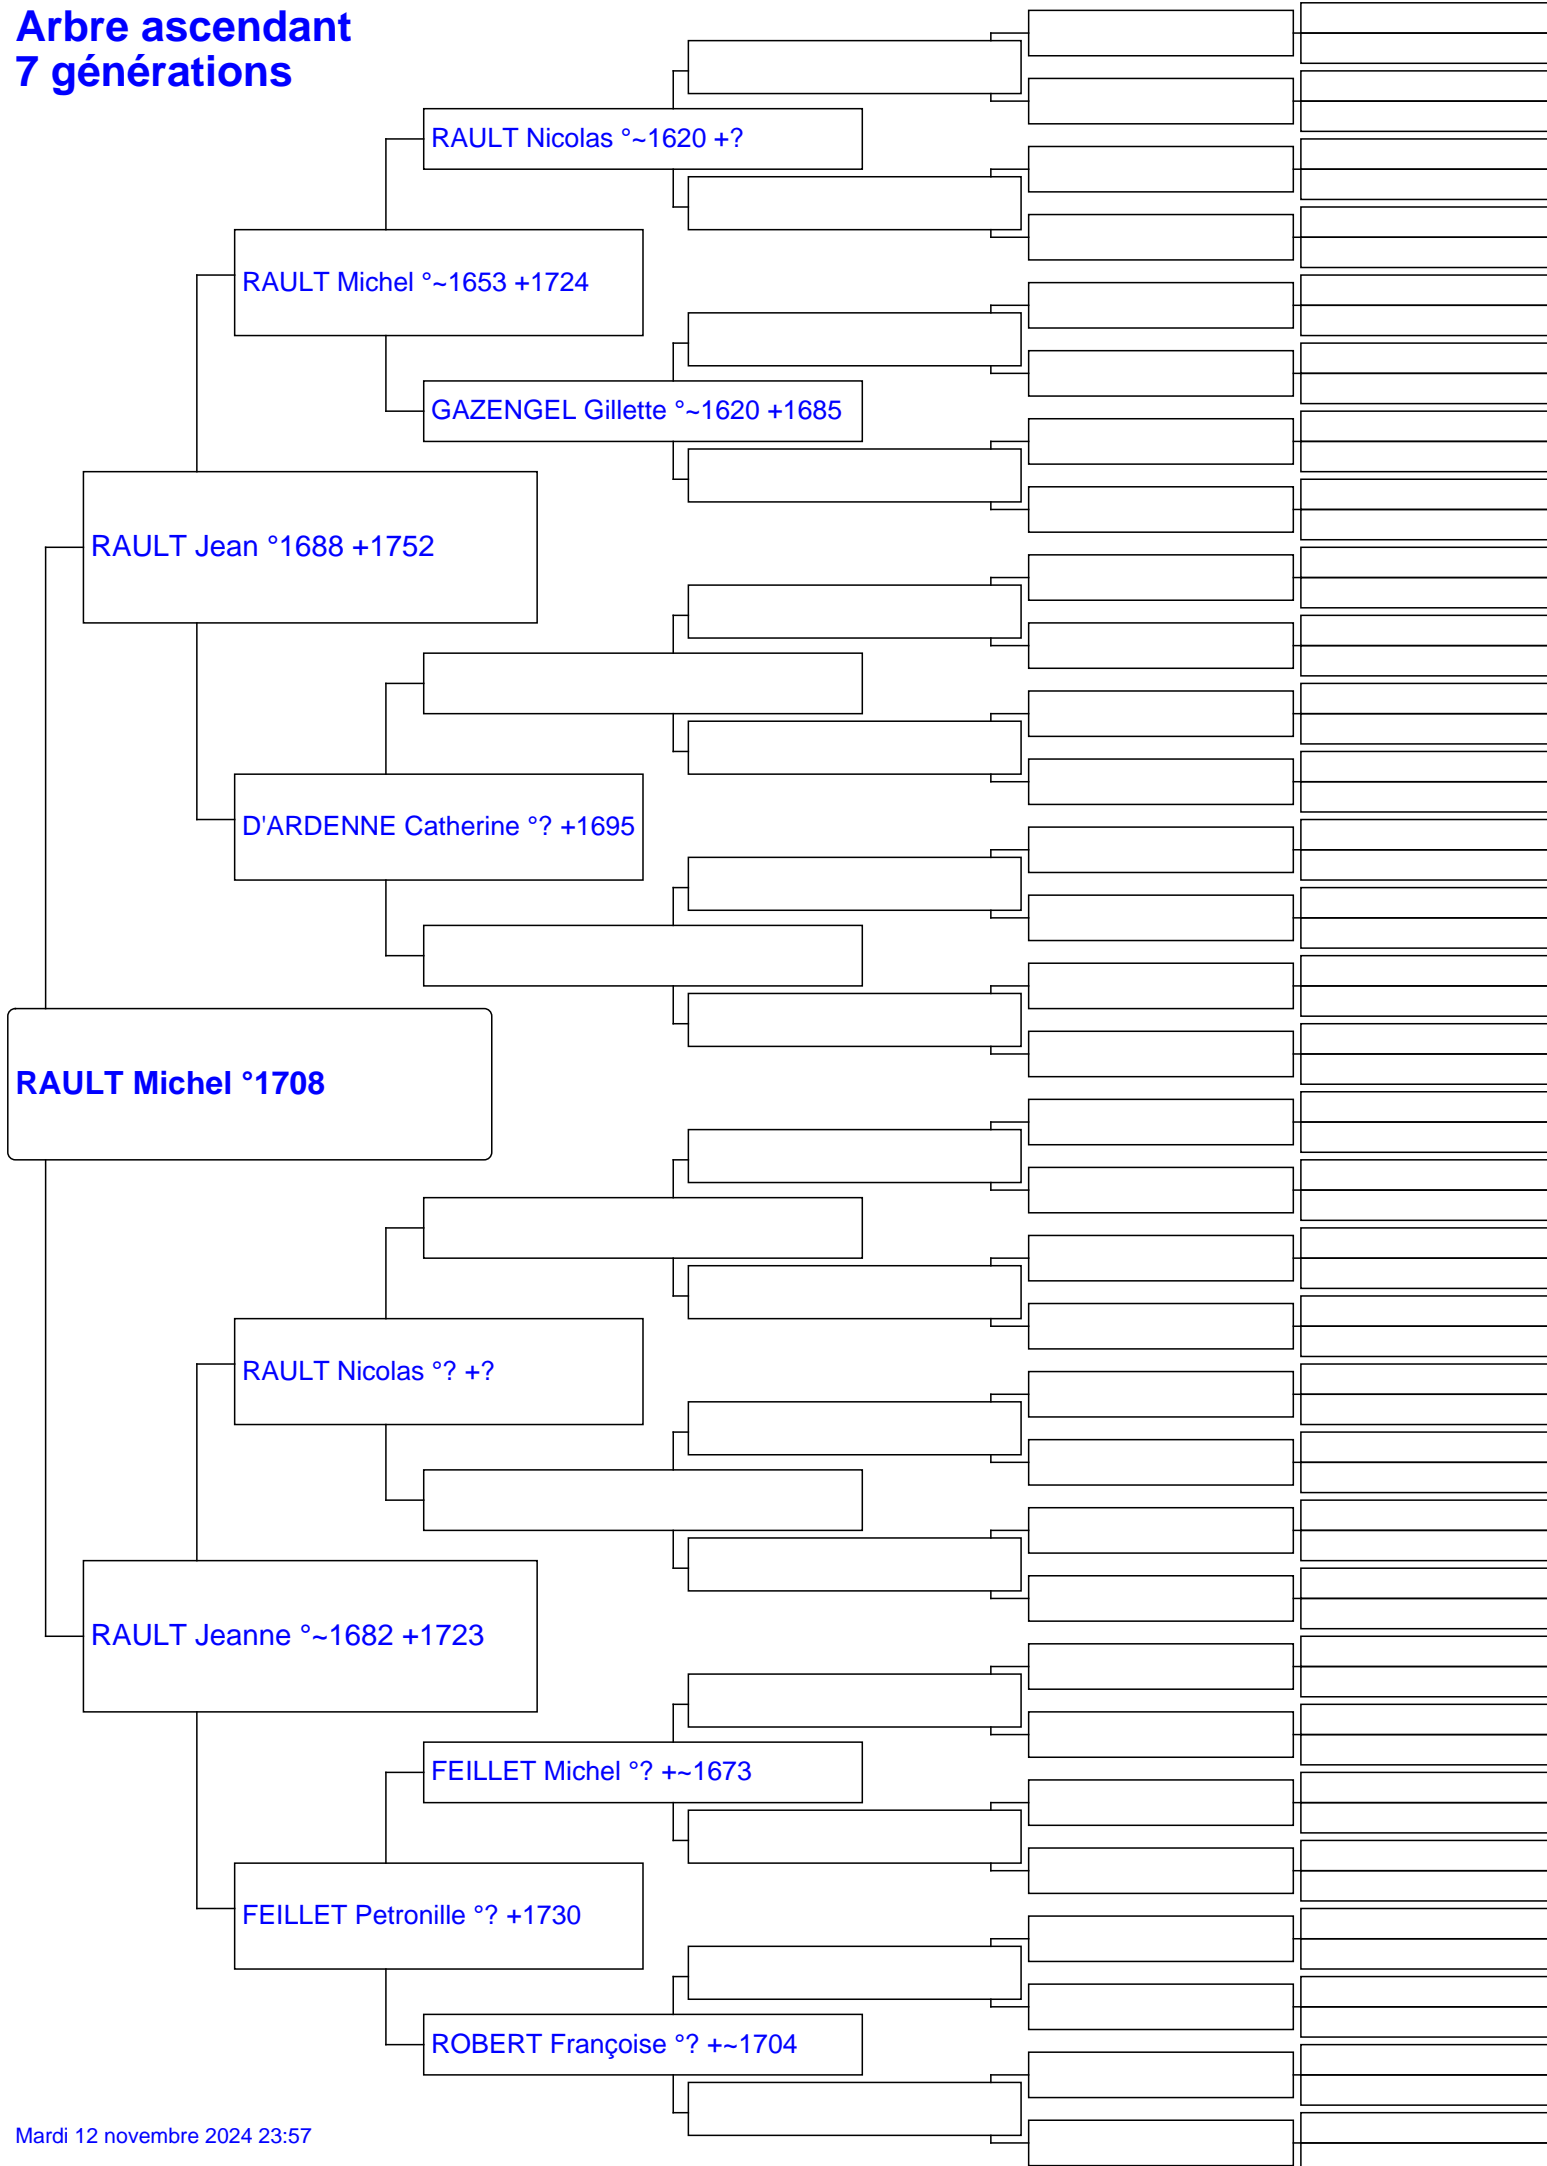 Arbre ascendant
7 générations
RAULT Nicolas °~1620 +?
RAULT Michel °~1653 +1724
GAZENGEL Gillette °~1620 +1685
RAULT Jean °1688 +1752
D'ARDENNE Catherine °? +1695
RAULT Michel °1708
RAULT Nicolas °? +?
RAULT Jeanne °~1682 +1723
FEILLET Michel °? +~1673
FEILLET Petronille °? +1730
ROBERT Françoise °? +~1704
Mardi 12 novembre 2024 23:57